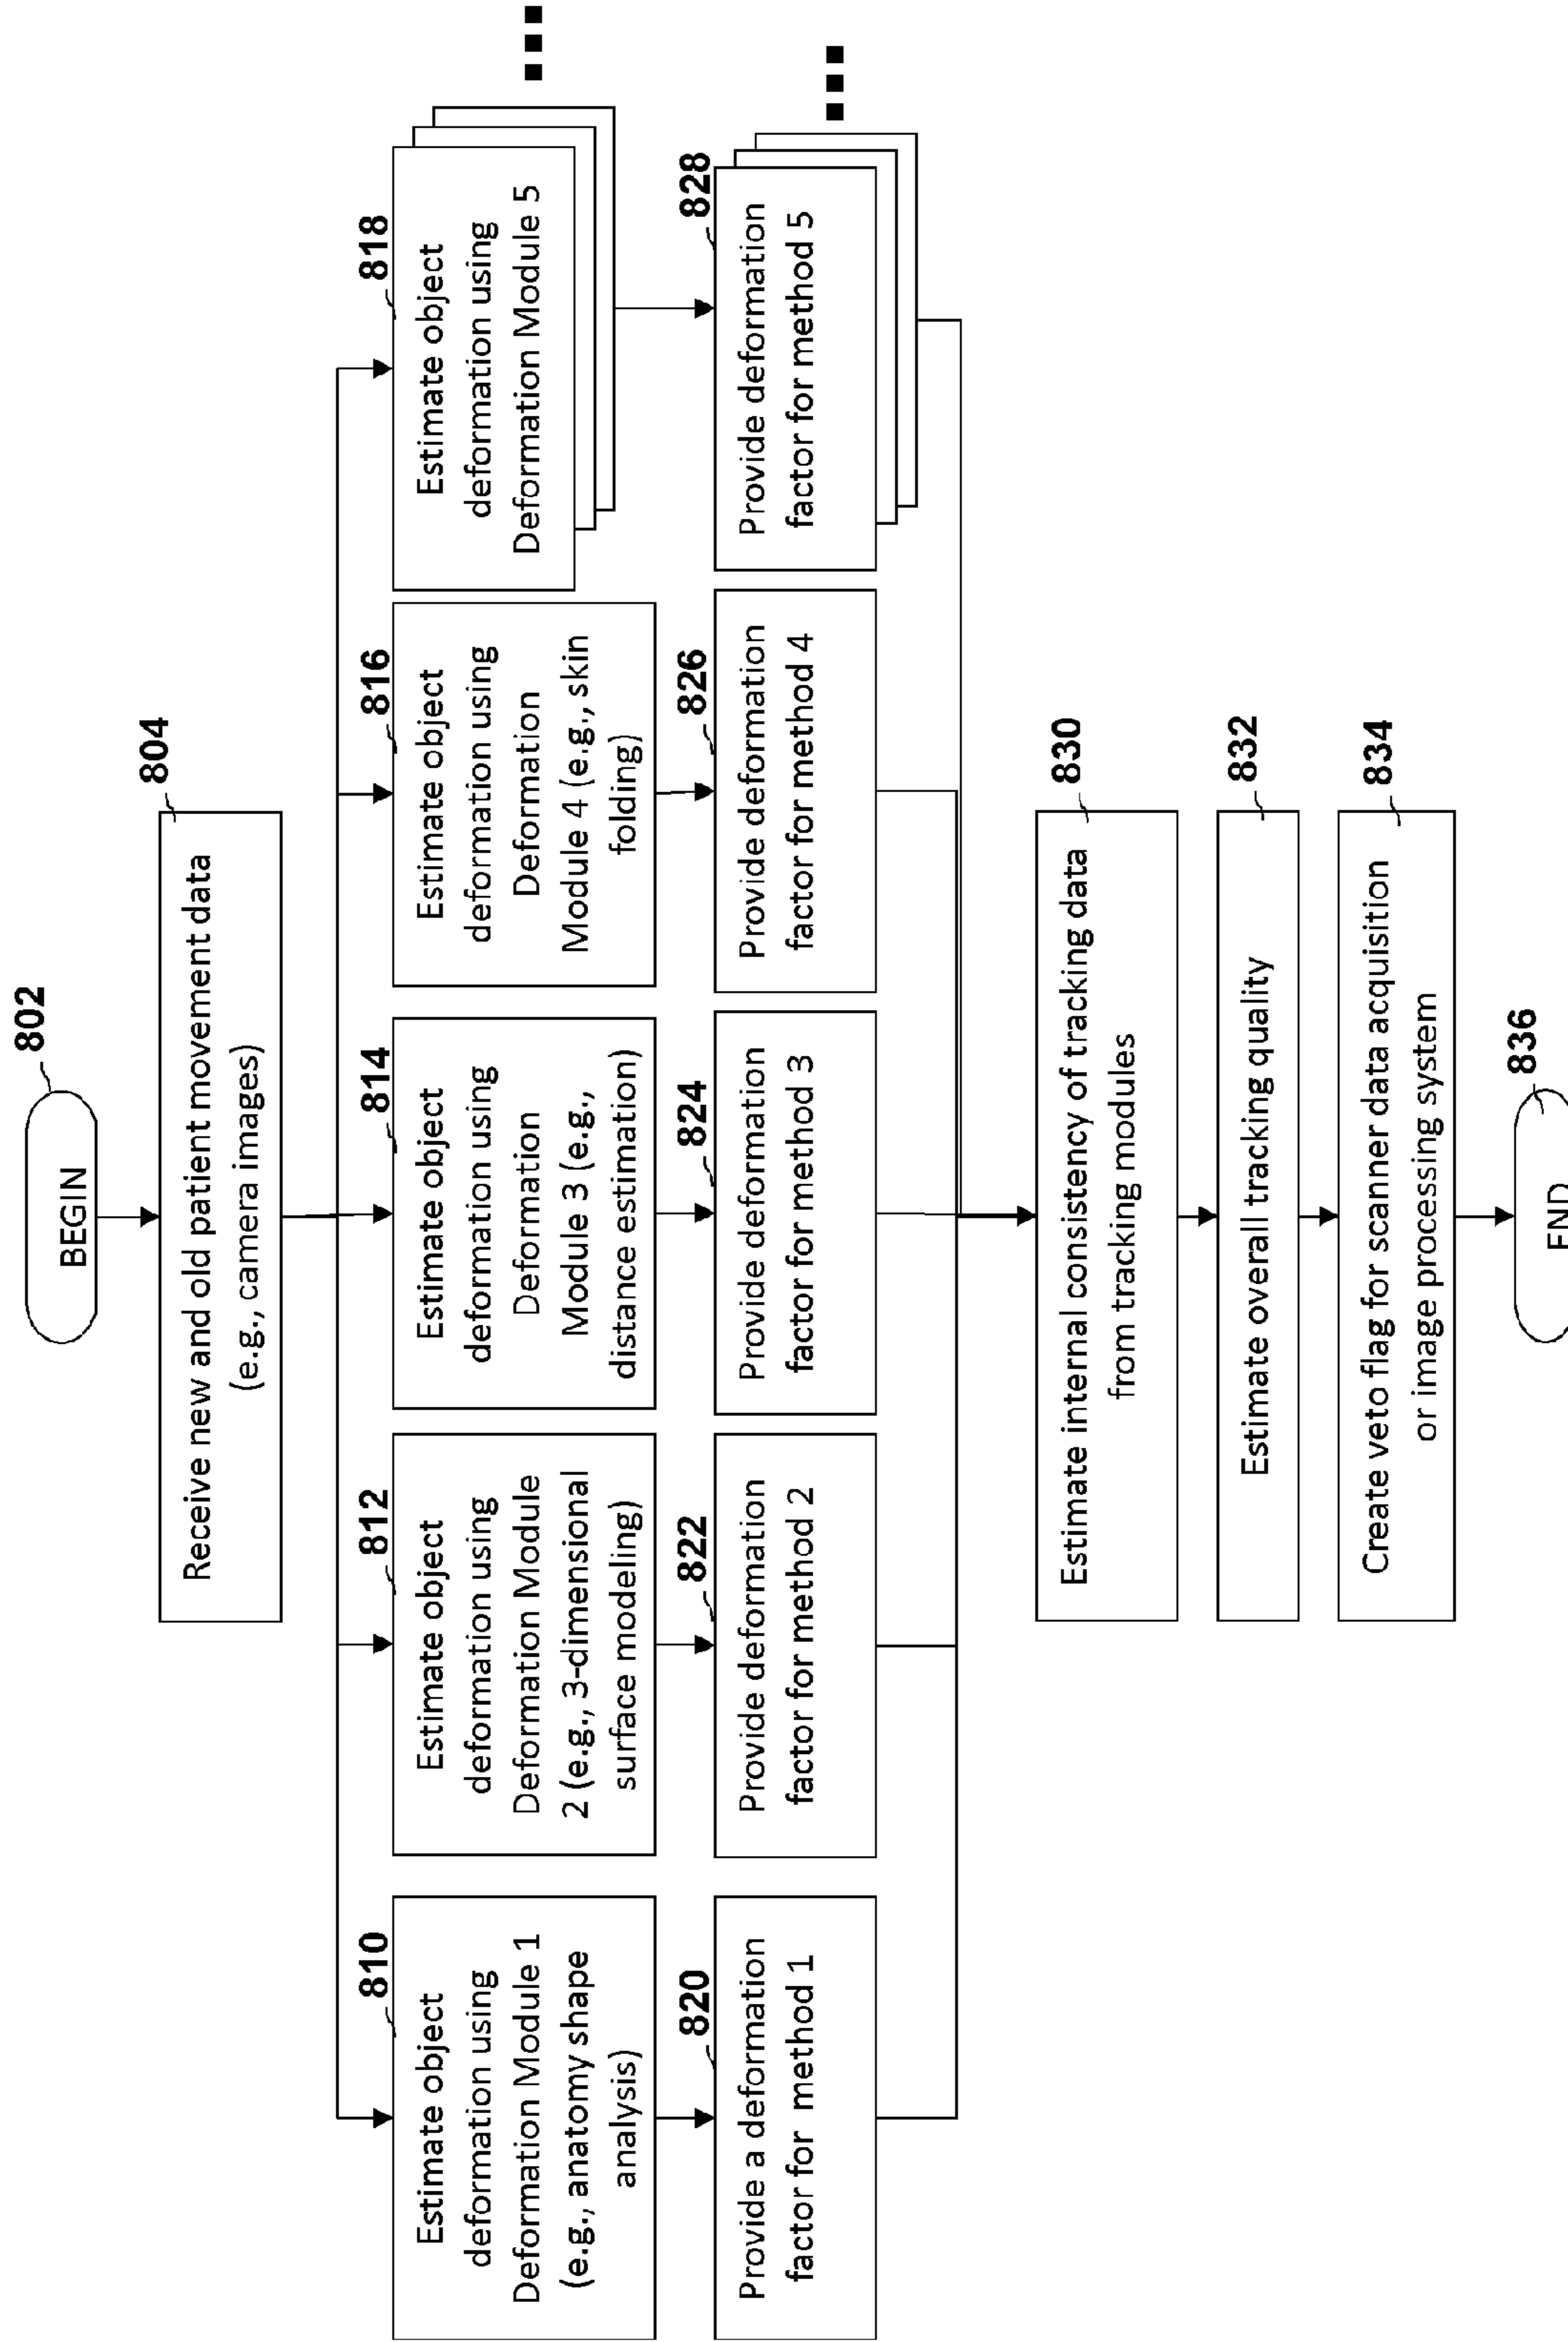 802
BEGIN
804
Receive new and old patient movement data
(e.g., camera images)
810
Estimate object
deformation using
Deformation Module 1
(e.g., anatomy shape
analysis)
812
Estimate object
deformation using
Deformation Module
2 (e.g., 3-dimensional
surface modeling)
814
Estimate object
deformation using
Deformation
Module 3 (e.g.,
distance estimation)
816
Estimate object
deformation using
Deformation
Module 4 (e.g., skin
folding)
818
Estimate object
deformation using
Deformation Module 5
820
Provide a deformation
factor for method 1
822
Provide deformation
factor for method 2
824
Provide deformation
factor for method 3
826
Provide deformation
factor for method 4
828
Provide deformation
factor for method 5
830
Estimate internal consistency of tracking data
from tracking modules
832
Estimate overall tracking quality
834
Create veto flag for scanner data acquisition
or image processing system
836
END